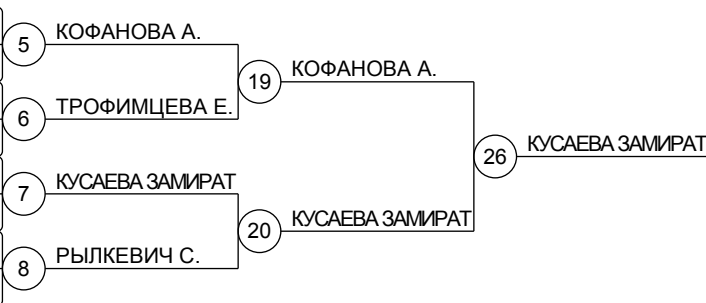 5 КОФАНОВА А.
19 КОФАНОВА А.
6 ТРОФИМЦЕВА Е.
26 КУСАЕВА ЗАМИРАТ
7 КУСАЕВА ЗАМИРАТ
20 КУСАЕВА ЗАМИРАТ
8 РЫЛКЕВИЧ С.